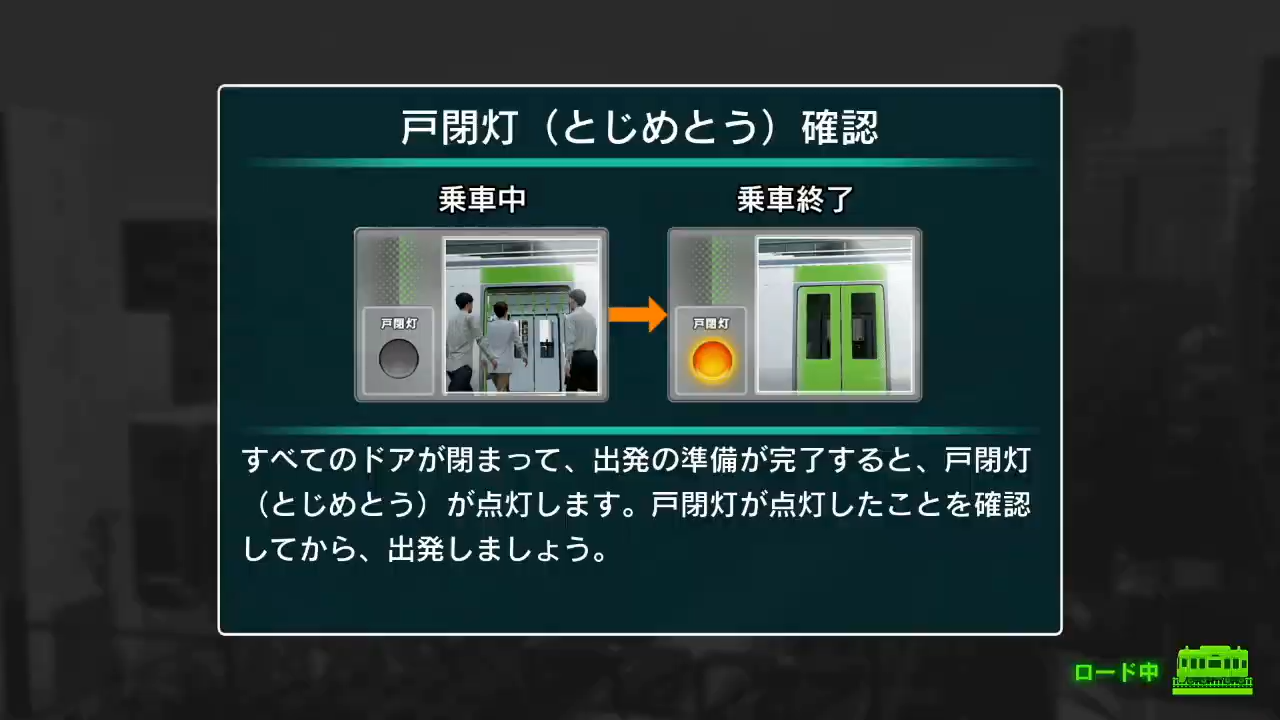 戸閉灯（とじめとう）確認
乗車中
乗車終了
戸閉灯
戸閉灯
すべてのドアが閉まって、出発の準備が完了すると、戸閉灯
（とじめとう）が点灯します。戸閉灯が点灯したことを確認
してから、出発しましょう。
ロード中